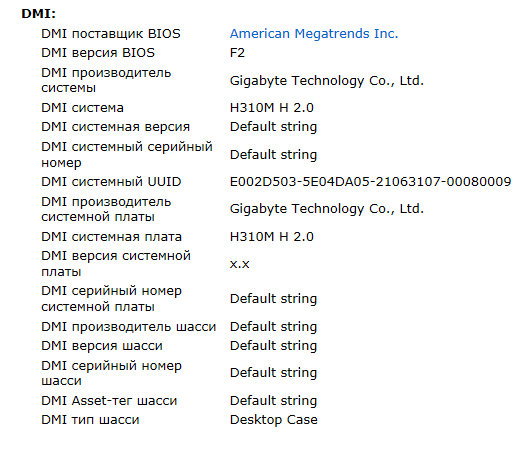 DMI:
DMI поставщик BIOS American Megatrends Inc.
DMI версия BIOS F2
DMI производитель
системы Gigabyte Technology Co., Ltd.
DMI система H310M H 2.0
DMI системная версия Default string
DMI системный серийный
номер Default string
DMI системный UUID E002D503-5E04DA05-21063107-00080009
DMI производитель
системной платы Gigabyte Technology Co., Ltd.
DMI системная плата H310M H 2.0
DMI версия системной
платы x.x
DMI серийный номер
системной платы Default string
DMI производитель шасси Default string
DMI версия шасси Default string
DMI серийный номер
шасси Default string
DMI Asset-тег шасси Default string
DMI тип шасси Desktop Case